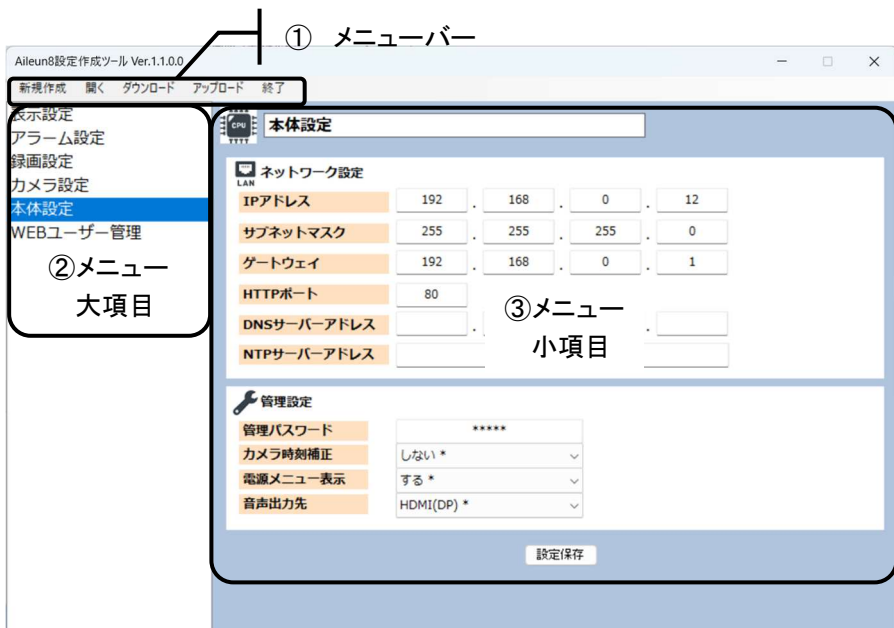 ① メニューバー
Aileun8設定作成ツール Ver.1.1.0.0
新規作成 開く ダウンロード アップロード 終了
表示設定
アラーム設定
録画設定
カメラ設定
本体設定
WEBユーザー管理
②メニュー
大項目
CPU 本体設定
LAN ネットワーク設定
IPアドレス 192 . 168 . 0 . 12
サブネットマスク 255 . 255 . 255 . 0
ゲートウェイ 192 . 168 . 0 . 1
HTTPポート 80
③メニュー
小項目
DNSサーバーアドレス . .
NTPサーバーアドレス
管理設定
管理パスワード *****
カメラ時刻補正 しない *
電源メニュー表示 する *
音声出力先 HDMI(DP) *
設定保存